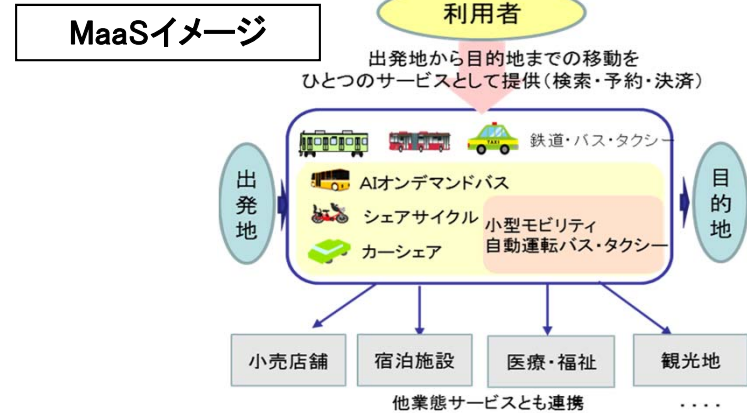 MaaSイメージ
利用者
出発地から目的地までの移動を
ひとつのサービスとして提供(検索・予約・決済)
TAXI
鉄道・バス・タクシー
出発地
AIオンデマンドバス
シェアサイクル
カーシェア
小型モビリティ
自動運転バス・タクシー
目的地
小売店舗
宿泊施設
医療・福祉
観光地
他業態サービスとも連携
....